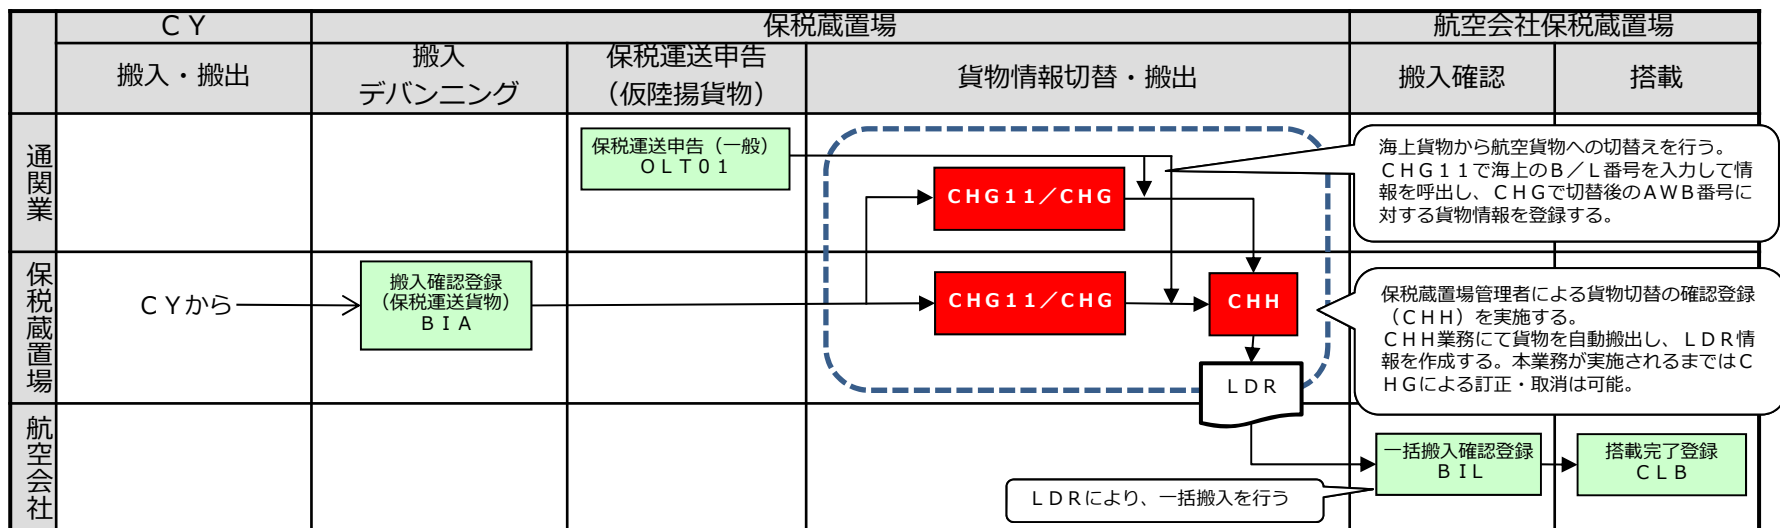 ＣＹ
保税蔵置場
航空会社保税蔵置場
搬入・搬出
搬入
デバンニング
保税運送申告
（仮陸揚貨物）
貨物情報切替・搬出
搬入確認
搭載
通関業
保税運送申告（一般）
ＯＬＴ０１
ＣＨＧ１１／ＣＨＧ
海上貨物から航空貨物への切替えを行う。
ＣＨＧ１１で海上のＢ／Ｌ番号を入力して情
報を呼出し、ＣＨＧで切替後のＡＷＢ番号に
対する貨物情報を登録する。
保税蔵置場
ＣＹから
搬入確認登録
（保税運送貨物）
ＢＩＡ
ＣＨＧ１１／ＣＨＧ
ＣＨＨ
保税蔵置場管理者による貨物切替の確認登録
（ＣＨＨ）を実施する。
ＣＨＨ業務にて貨物を自動搬出し、ＬＤＲ情
報を作成する。本業務が実施されるまではＣ
ＨＧによる訂正・取消は可能。
ＬＤＲ
航空会社
一括搬入確認登録
ＢＩＬ
搭載完了登録
ＣＬＢ
ＬＤＲにより、一括搬入を行う